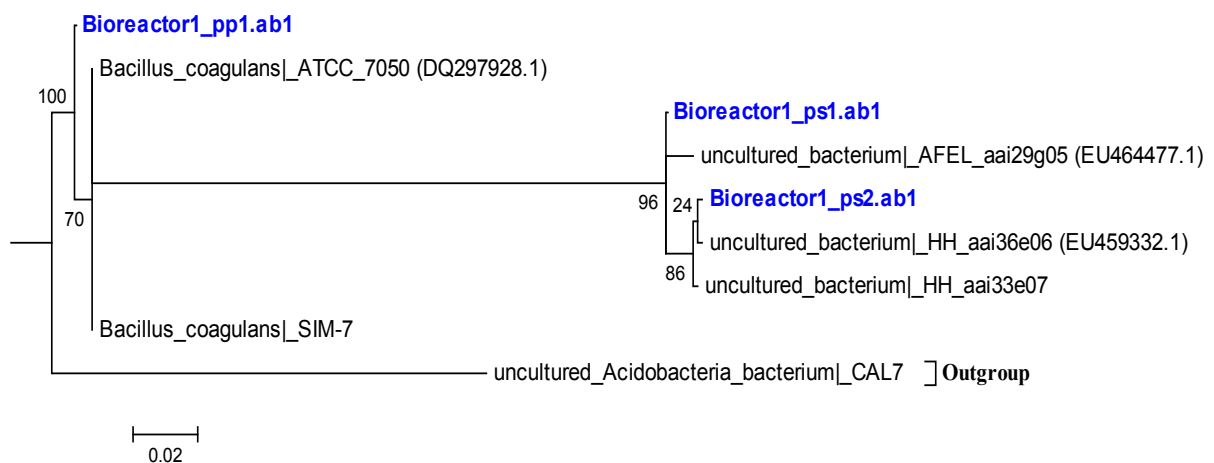 Bioreactor1_pp1.ab1
Bacillus_coagulans|_ATCC_7050 (DQ297928.1)
100
Bioreactor1_ps1.ab1
uncultured_bacterium|_AFEL_aai29g05 (EU464477.1)
Bioreactor1_ps2.ab1
96
24
70
uncultured_bacterium|_HH_aai36e06 (EU459332.1)
86
uncultured_bacterium|_HH_aai33e07
Bacillus_coagulans|_SIM-7
uncultured_Acidobacteria_bacterium|_CAL7 Outgroup
0.02